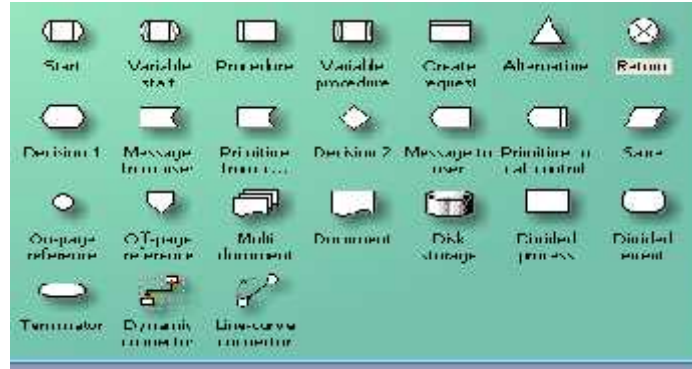 Start Variable start Procedure Variable procedure Create request Alternative Return
Decision 1 Message from user Primitive from c... Decision 2 Message to user Primitive to call control Save
On-page reference Off-page reference Multi document Document Disk storage Divided process Divided event
Terminator Dynamic connector Line-curve connector